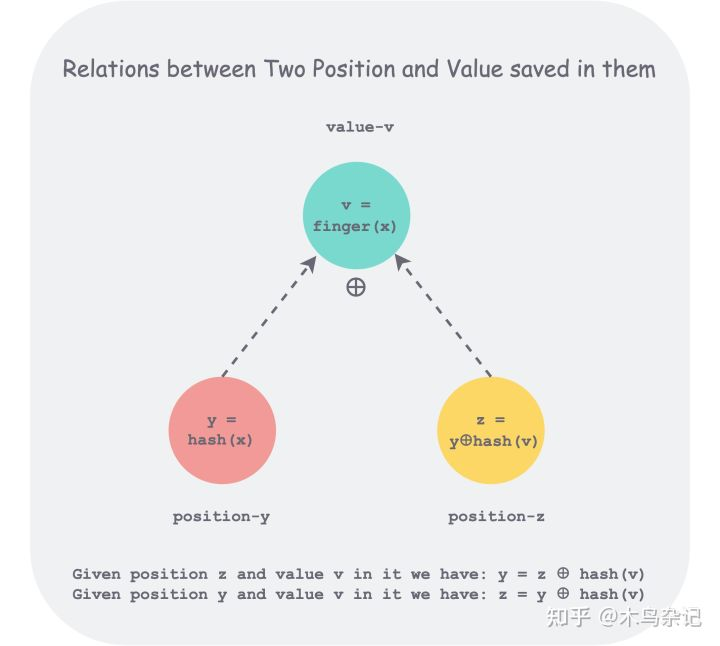 Relations between Two Position and Value saved in them
value-v
v =
finger(x)
⊕
y =
hash(x)
z =
y⊕hash(v)
position-y
position-z
Given position z and value v in it we have: y = z ⊕ hash(v)
Given position y and value v in it we have: z = y ⊕ hash(v)
知乎 @木鸟杂记